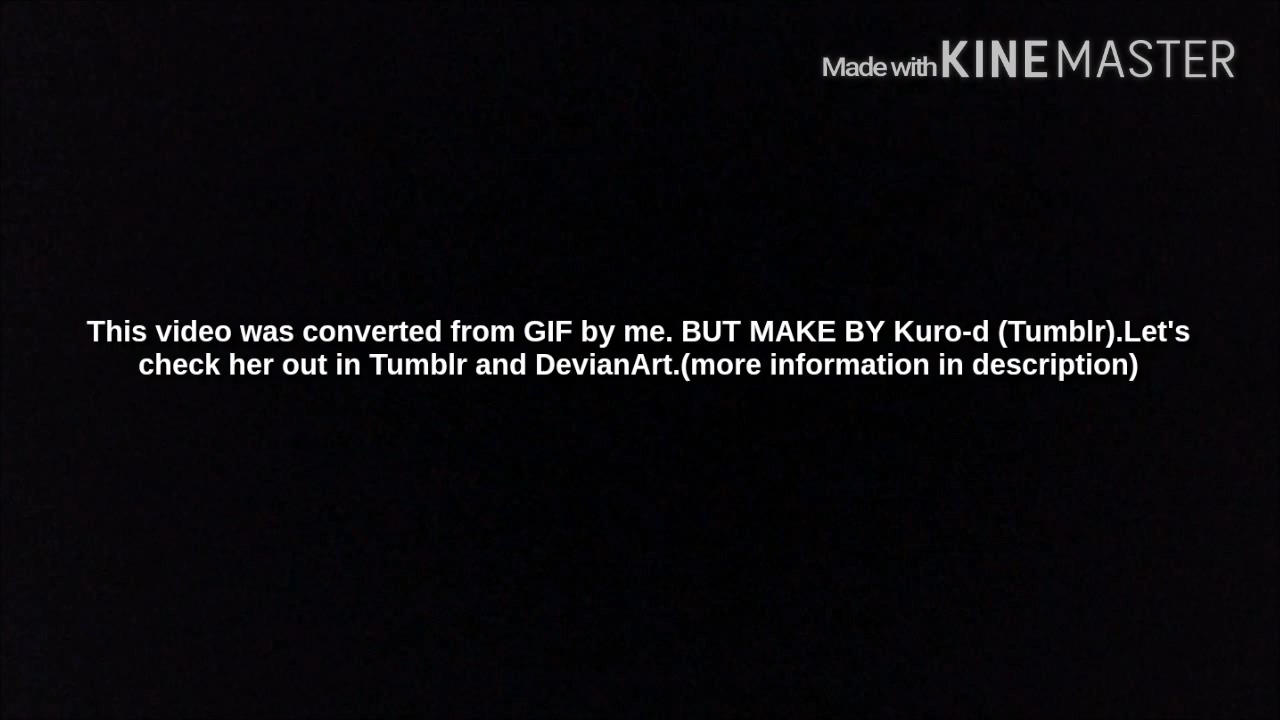 Made with KINEMASTER
This video was converted from GIF by me. BUT MAKE BY Kuro-d (Tumblr).Let's
check her out in Tumblr and DevianArt.(more information in description)